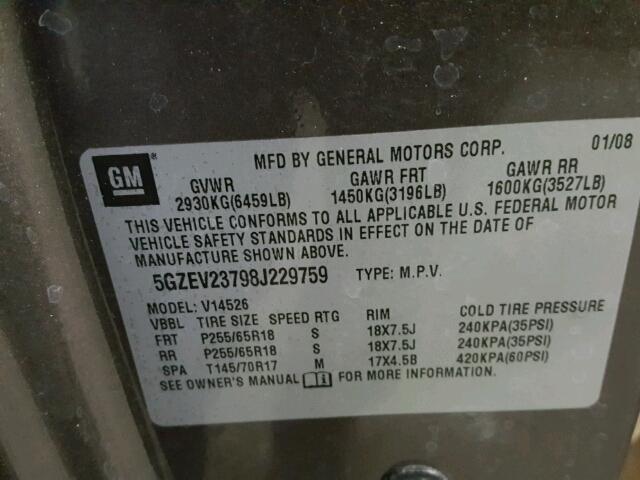 GM ®
MFD BY GENERAL MOTORS CORP. 01/08
GVWR GAWR FRT GAWR RR
2930KG(6459LB) 1450KG(3196LB) 1600KG(3527LB)
THIS VEHICLE CONFORMS TO ALL APPLICABLE U.S. FEDERAL MOTOR
VEHICLE SAFETY STANDARDS IN EFFECT ON THE DATE OF
MANUFACTURE SHOWN ABOVE.
5GZEV23798J229759 TYPE: M.P.V.
MODEL: V14526
VBBL TIRE SIZE SPEED RTG RIM COLD TIRE PRESSURE
FRT P255/65R18 S 18X7.5J 240KPA(35PSI)
RR P255/65R18 S 18X7.5J 240KPA(35PSI)
SPA T145/70R17 M 17X4.5B 420KPA(60PSI)
SEE OWNER'S MANUAL FOR MORE INFORMATION.